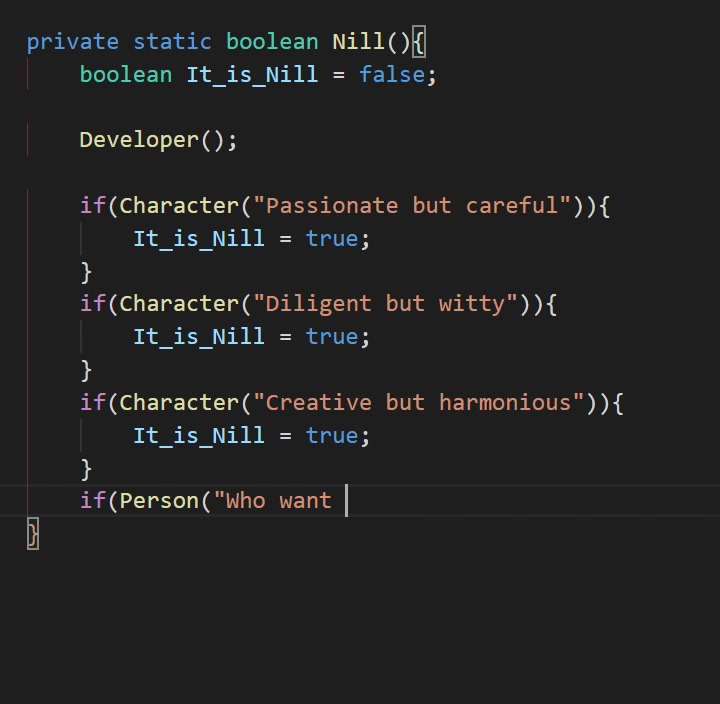 private static boolean Nill(){
    boolean It_is_Nill = false;

    Developer();

    if(Character("Passionate but careful")){
        It_is_Nill = true;
    }
    if(Character("Diligent but witty")){
        It_is_Nill = true;
    }
    if(Character("Creative but harmonious")){
        It_is_Nill = true;
    }
    if(Person("Who want 
}